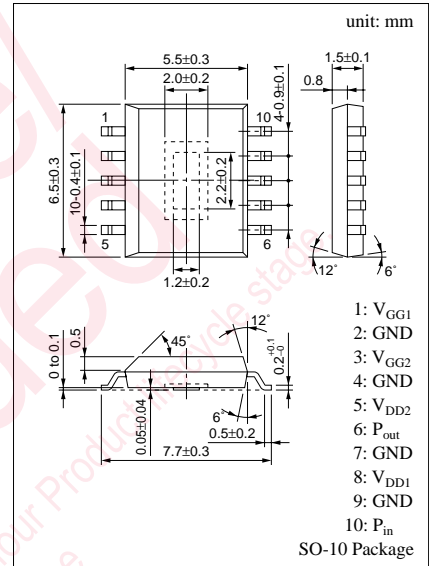 unit: mm
5.5±0.3
2.0±0.2
1.5±0.1
0.8
4-0.9±0.1
1
10
6.5±0.3
10-0.4±0.1
2.2±0.2
5
6
1.2±0.2
12°
6°
0 to 0.1
0.5
45°
12°
0.2 +0.1 -0
0.05±0.04
6°
0.5±0.2
7.7±0.3
1: VGG1
2: GND
3: VGG2
4: GND
5: VDD2
6: Pout
7: GND
8: VDD1
9: GND
10: Pin
SO-10 Package
cycle stage
our Product